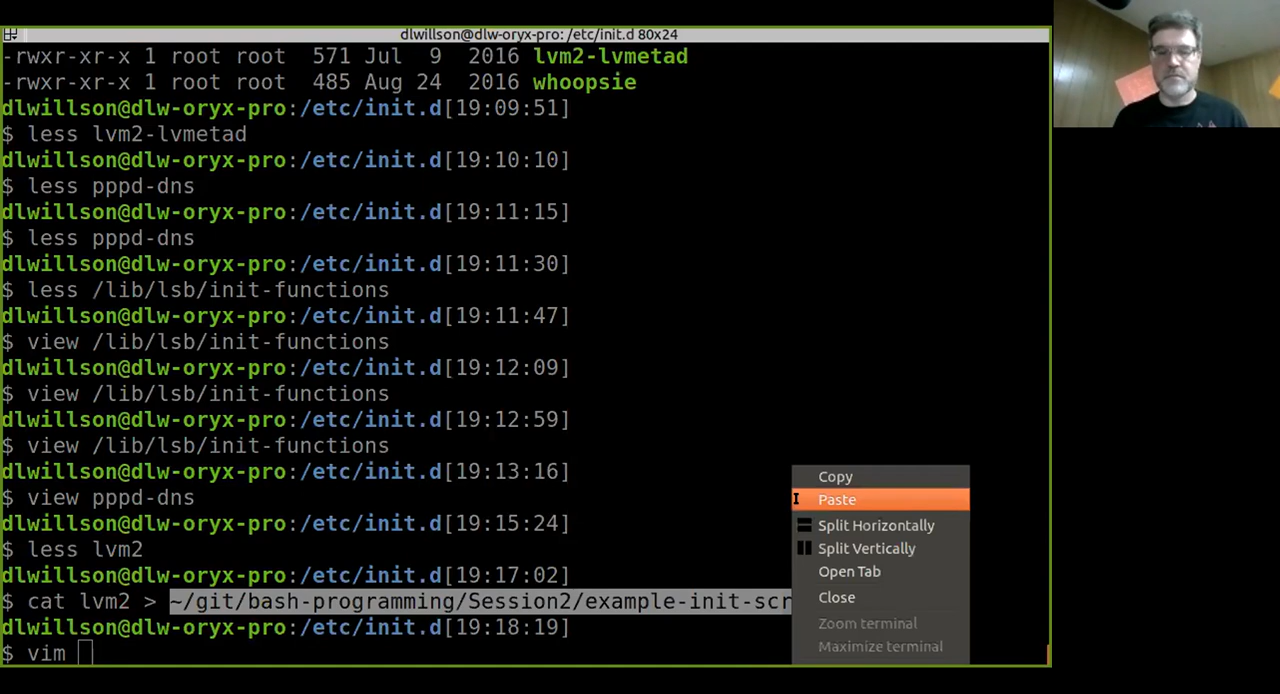 dlwillson@dlw-oryx-pro: /etc/init.d 80x24
-rwxr-xr-x 1 root root  571 Jul  9  2016 lvm2-lvmetad
-rwxr-xr-x 1 root root  485 Aug 24  2016 whoopsie
dlwillson@dlw-oryx-pro:/etc/init.d[19:09:51]
$ less lvm2-lvmetad
dlwillson@dlw-oryx-pro:/etc/init.d[19:10:10]
$ less pppd-dns
dlwillson@dlw-oryx-pro:/etc/init.d[19:11:15]
$ less pppd-dns
dlwillson@dlw-oryx-pro:/etc/init.d[19:11:30]
$ less /lib/lsb/init-functions
dlwillson@dlw-oryx-pro:/etc/init.d[19:11:47]
$ view /lib/lsb/init-functions
dlwillson@dlw-oryx-pro:/etc/init.d[19:12:09]
$ view /lib/lsb/init-functions
dlwillson@dlw-oryx-pro:/etc/init.d[19:12:59]
$ view /lib/lsb/init-functions
dlwillson@dlw-oryx-pro:/etc/init.d[19:13:16]
$ view pppd-dns
dlwillson@dlw-oryx-pro:/etc/init.d[19:15:24]
$ less lvm2
dlwillson@dlw-oryx-pro:/etc/init.d[19:17:02]
$ cat lvm2 > ~/git/bash-programming/Session2/example-init-scr
dlwillson@dlw-oryx-pro:/etc/init.d[19:18:19]
$ vim
Copy
Paste
Split Horizontally
Split Vertically
Open Tab
Close
Zoom terminal
Maximize terminal